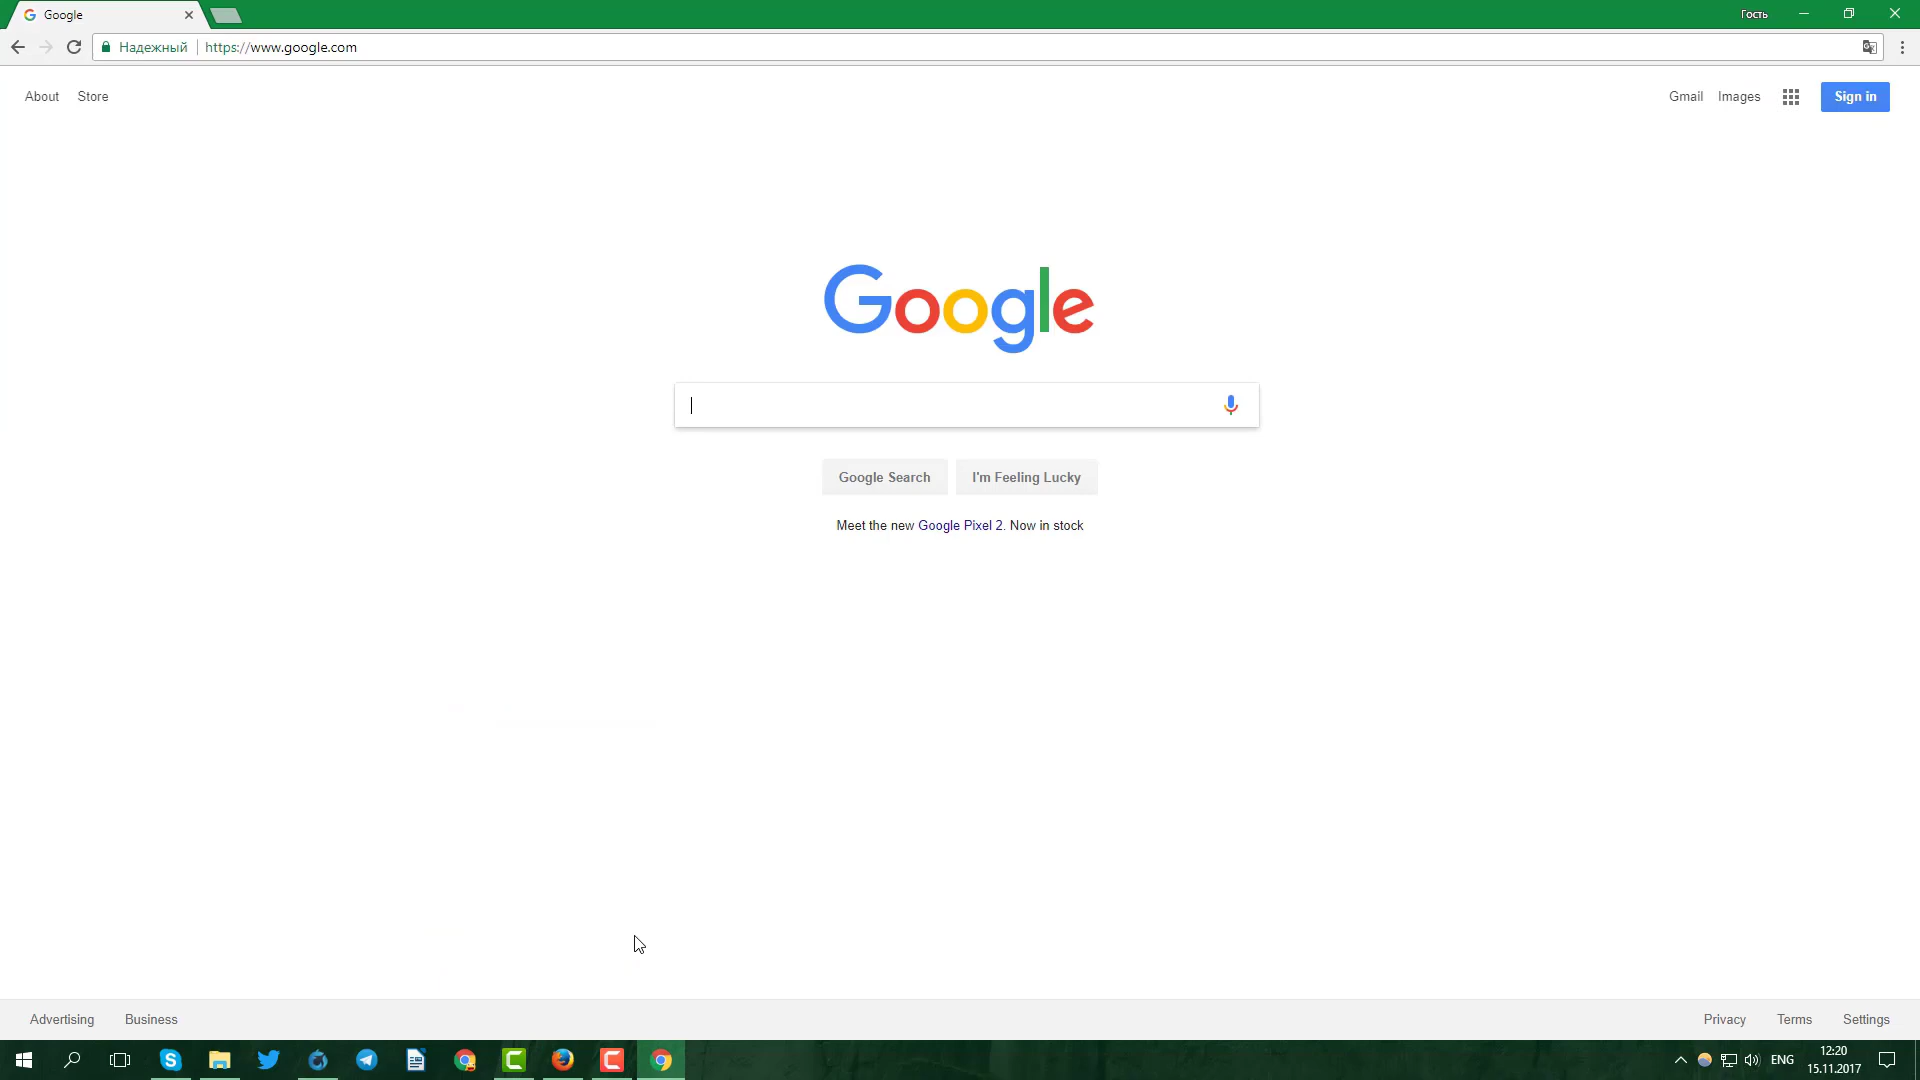 Google
Гость
Надежный
https://www.google.com
About Store
Gmail Images Sign in
Google
Google Search I'm Feeling Lucky
Meet the new Google Pixel 2. Now in stock
Advertising Business
Privacy Terms Settings
ENG
12:20
15.11.2017